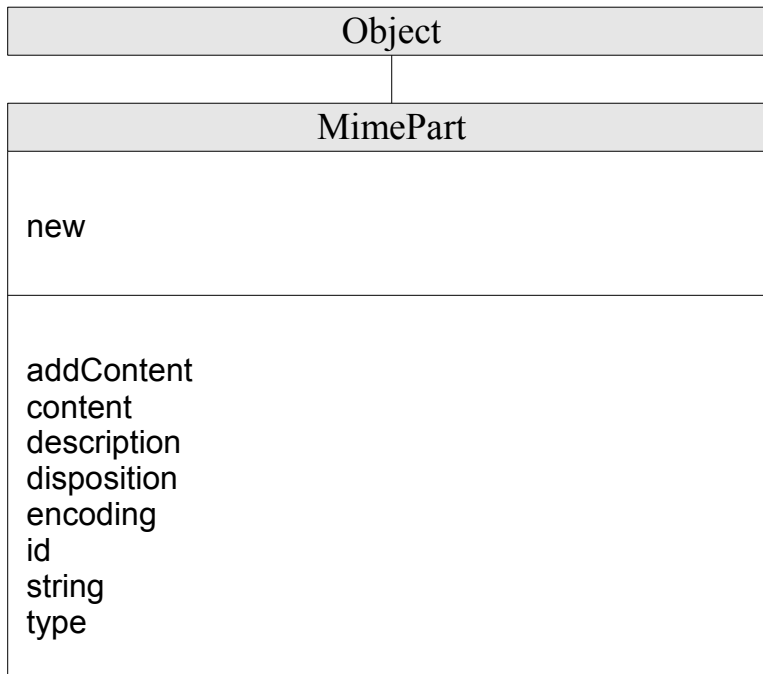 Object
MimePart
new
addContent
content
description
disposition
encoding
id
string
type